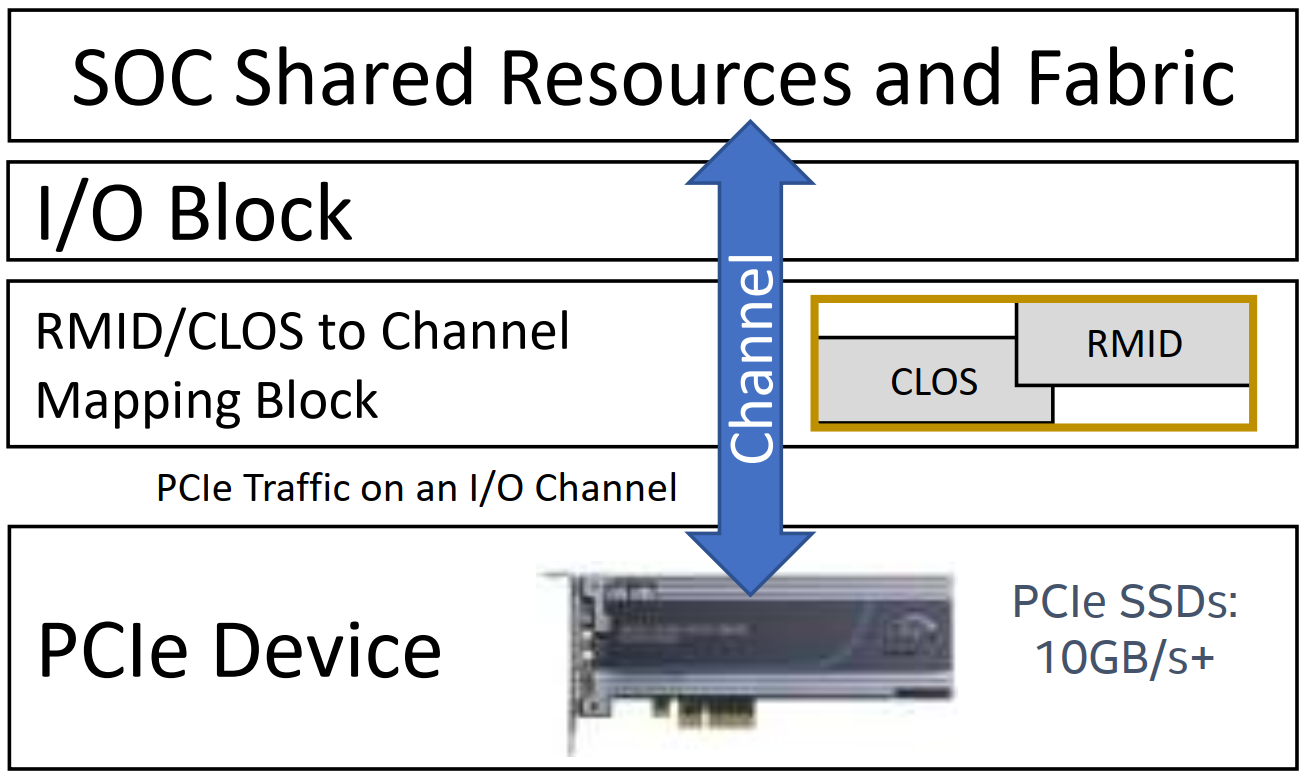 SOC Shared Resources and Fabric
I/O Block
RMID/CLOS to Channel
Mapping Block
RMID
CLOS
Channel
PCIe Traffic on an I/O Channel
PCIe Device
PCIe SSDs:
10GB/s+